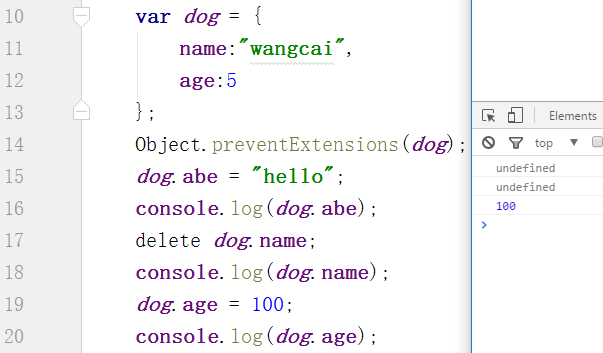 10 var dog = {
11 name:"wangcai",
12 age:5
13 };
14 Object.preventExtensions(dog);
15 dog.abe = "hello";
16 console.log(dog.abe);
17 delete dog.name;
18 console.log(dog.name);
19 dog.age = 100;
20 console.log(dog.age);
Elements
top
undefined
undefined
100